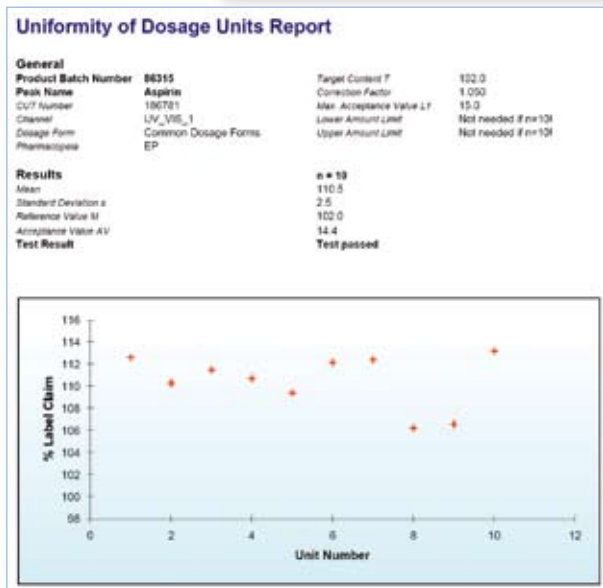 Uniformity of Dosage Units Report
General
Product Batch Number 86315 Target Content T 102.0
Peak Name Aspirin Correction Factor 1.050
CUT Number 186781 Max. Acceptance Value L1 15.0
Channel UV_VIS_1 Lower Amount Limit Not needed if n=10!
Dosage Form Common Dosage Forms Upper Amount Limit Not needed if n=10!
Pharmacopeia EP
Results n = 10
Mean 110.5
Standard Deviation s 2.5
Reference Value M 102.0
Acceptance Value AV 14.4
Test Result Test passed
116
114
112
110
108
106
104
102
100
98
% Label Claim
0 2 4 6 8 10 12
Unit Number